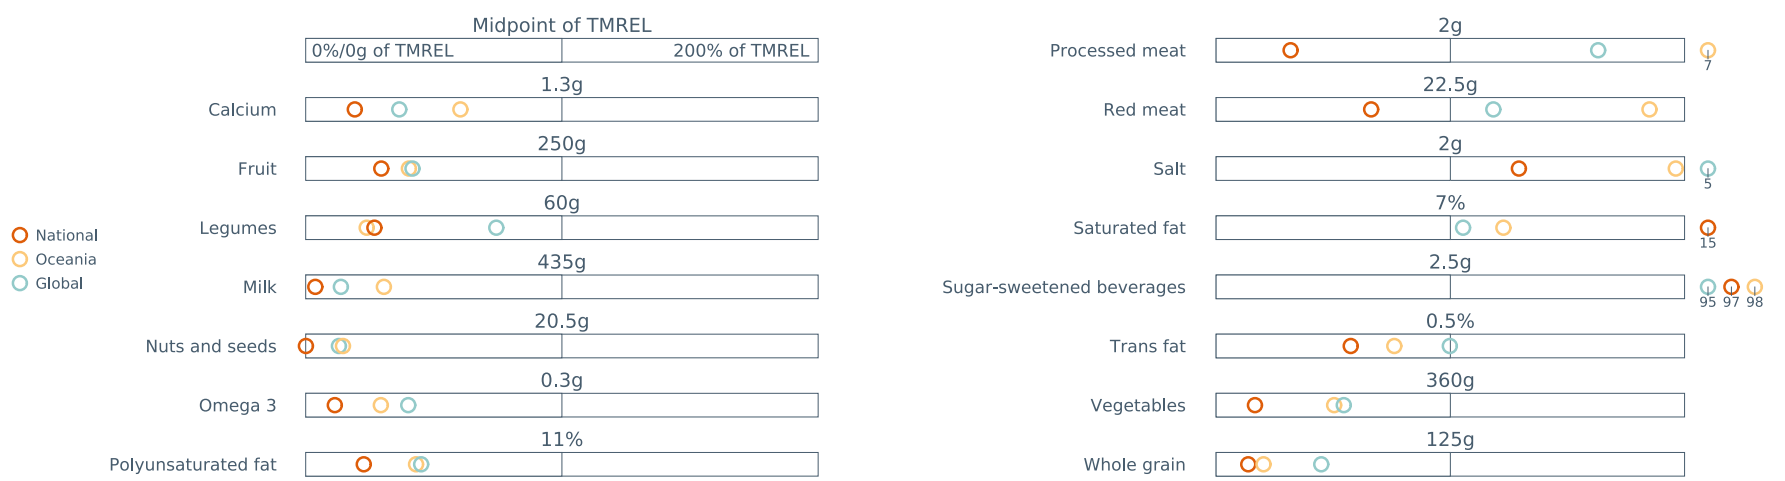 Midpoint of TMREL
0%/0g of TMREL 200% of TMREL
1.3g
Calcium
250g
Fruit
60g
Legumes
435g
Milk
20.5g
Nuts and seeds
0.3g
Omega 3
11%
Polyunsaturated fat
National
Oceania
Global
2g
Processed meat
7
22.5g
Red meat
2g
Salt
5
7%
Saturated fat
15
2.5g
Sugar-sweetened beverages
95 97 98
0.5%
Trans fat
360g
Vegetables
125g
Whole grain